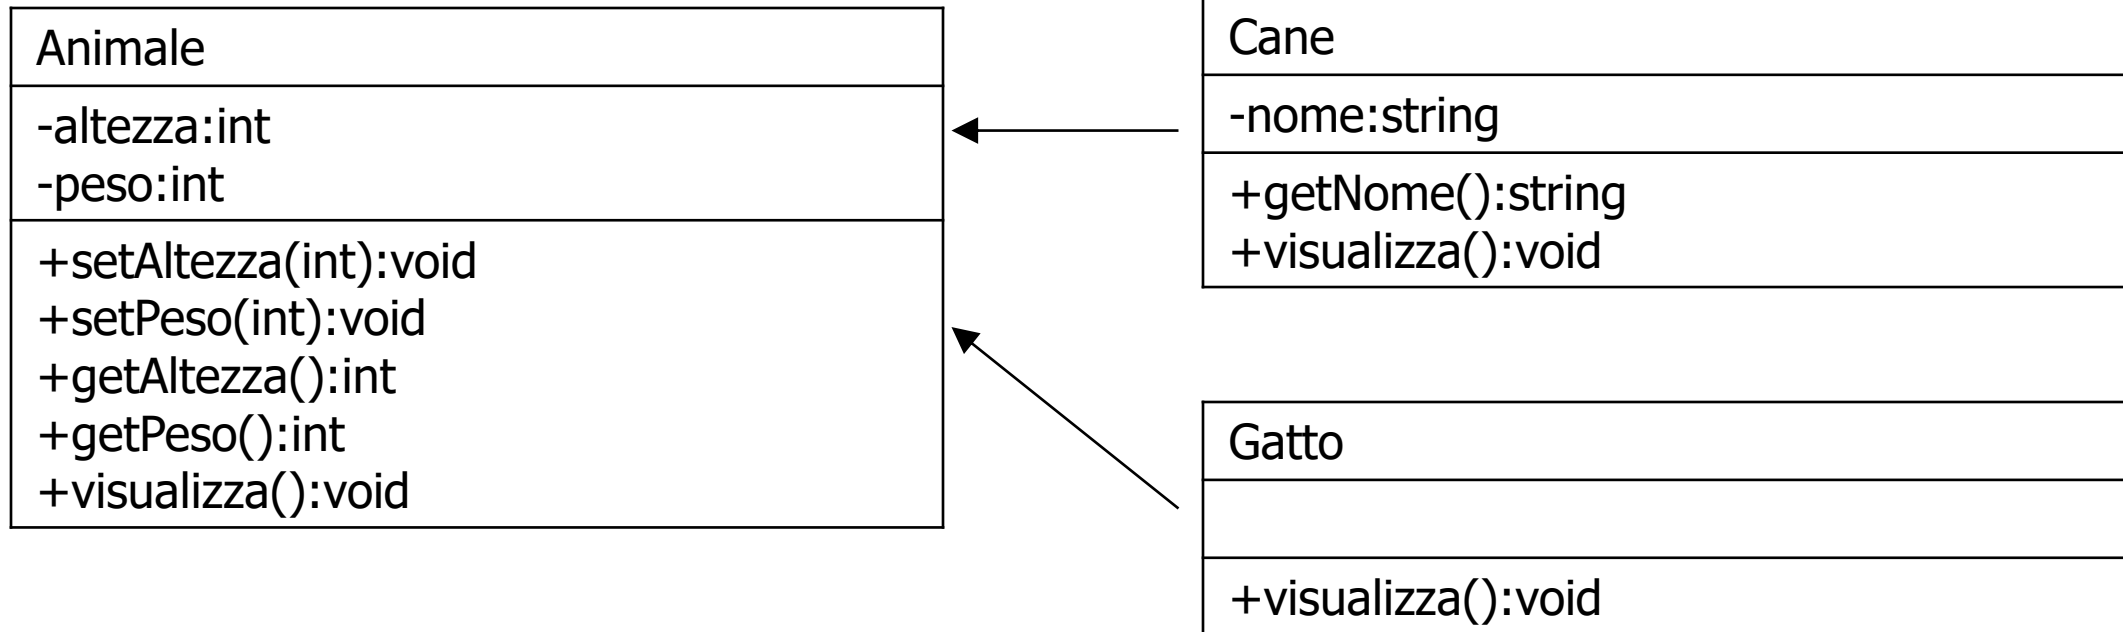 Animale
-altezza:int
-peso:int
+setAltezza(int):void
+setPeso(int):void
+getAltezza():int
+getPeso():int
+visualizza():void
Cane
-nome:string
+getNome():string
+visualizza():void
Gatto
+visualizza():void